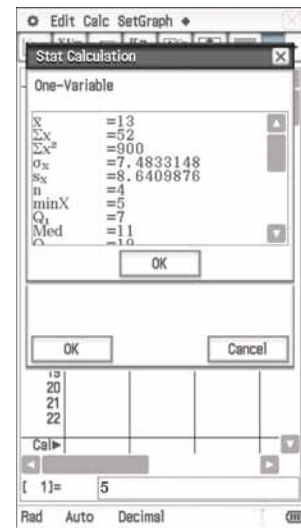 Edit Calc SetGraph
Stat Calculation
One-Variable
x̄ =13
Σx =52
Σx² =900
σx =7.4833148
sx =8.6409876
n =4
minX =5
Q₁ =7
Med =11
OK
OK Cancel
20
21
22
Cal▶
[ 1]= 5
Rad Auto Decimal